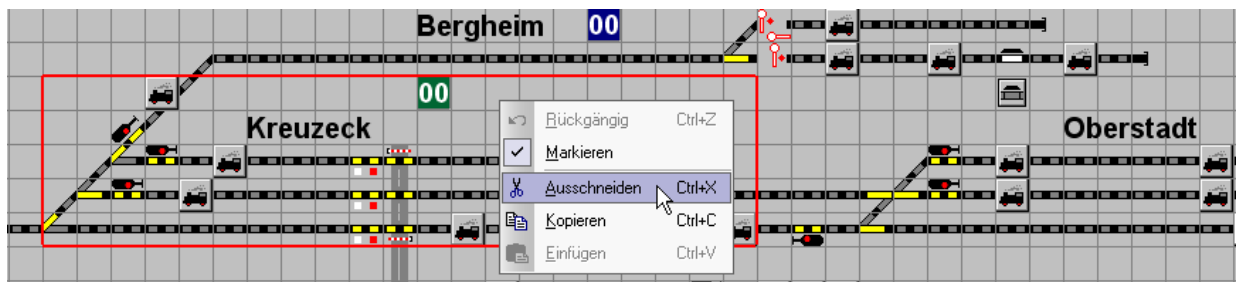 Bergheim 00
00
Kreuzeck
Oberstadt
Rückgängig Ctrl+Z
Markieren
Ausschneiden Ctrl+X
Kopieren Ctrl+C
Einfügen Ctrl+V